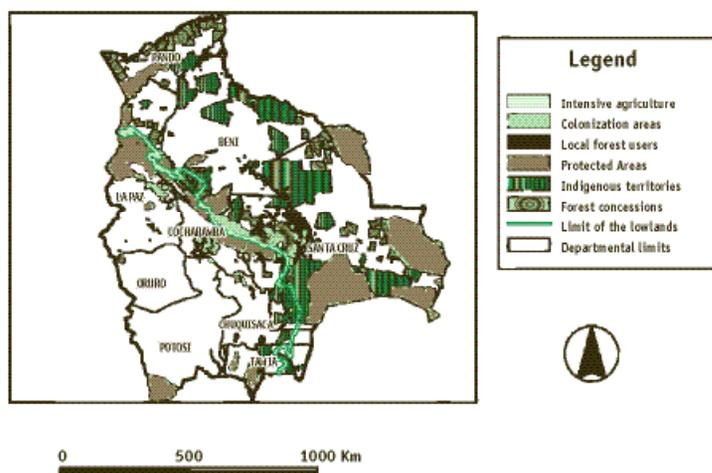 PANDO
BENI
LA PAZ
COCHABAMBA
SANTA CRUZ
ORURO
CHUQUISACA
POTOSI
TARIJA
Legend
Intensive agriculture
Colonization areas
Local forest users
Protected Areas
Indigenous territories
Forest concessions
Limit of the lowlands
Departmental limits
0 500 1000 Km